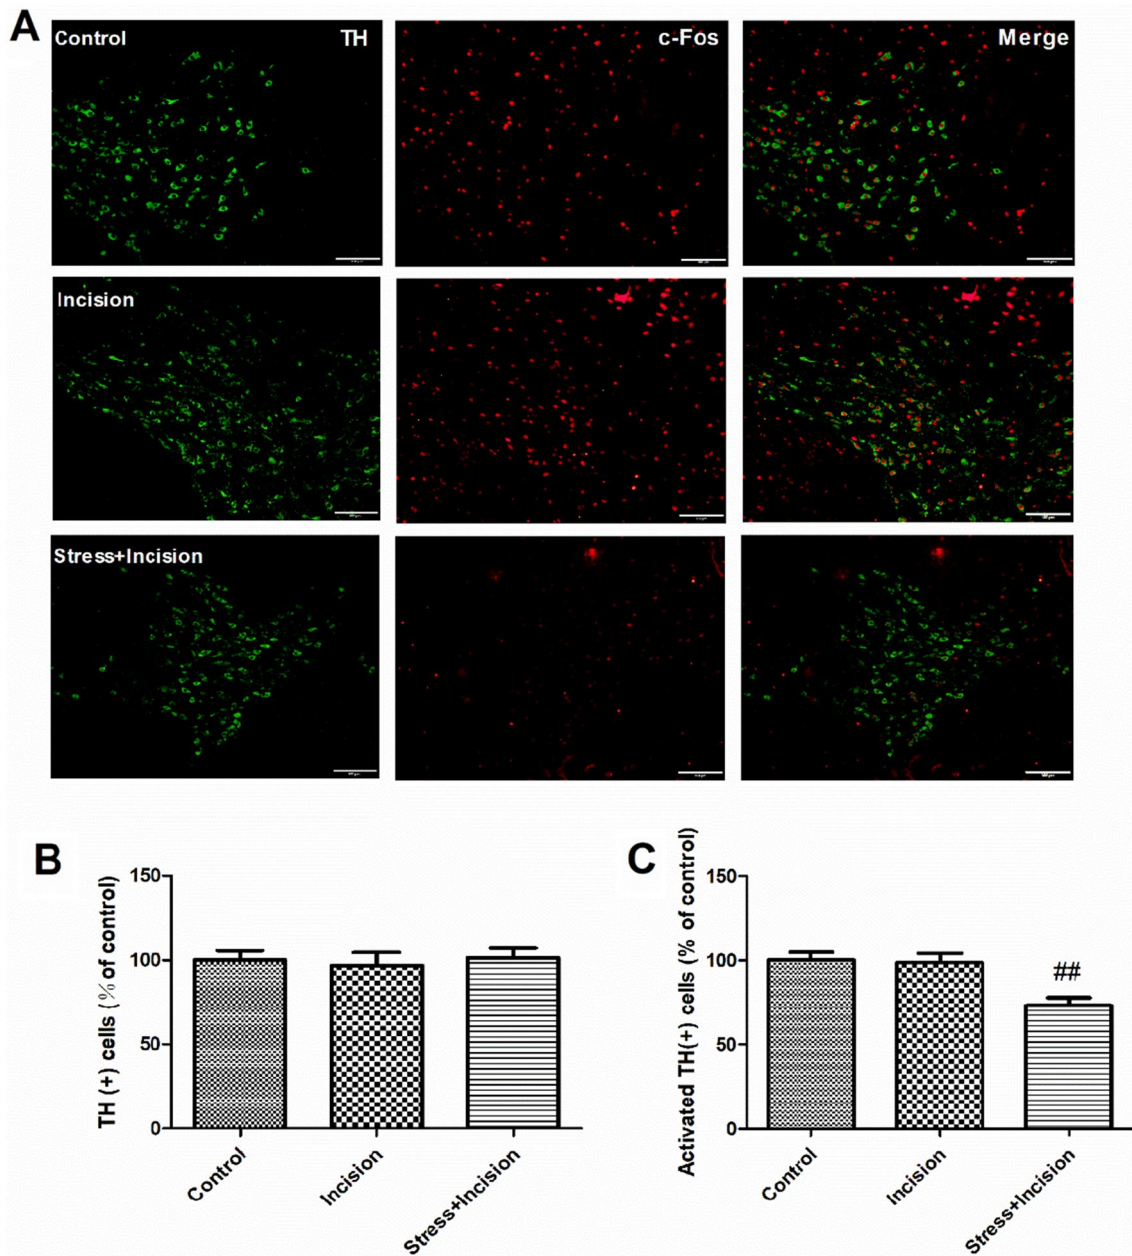 A
Control
TH
c-Fos
Merge
Incision
Stress+Incision
B
TH (+) cells (% of control)
150
100
50
0
Control
Incision
Stress+Incision
C
Activated TH(+) cells (% of control)
150
100
50
0
##
Control
Incision
Stress+Incision